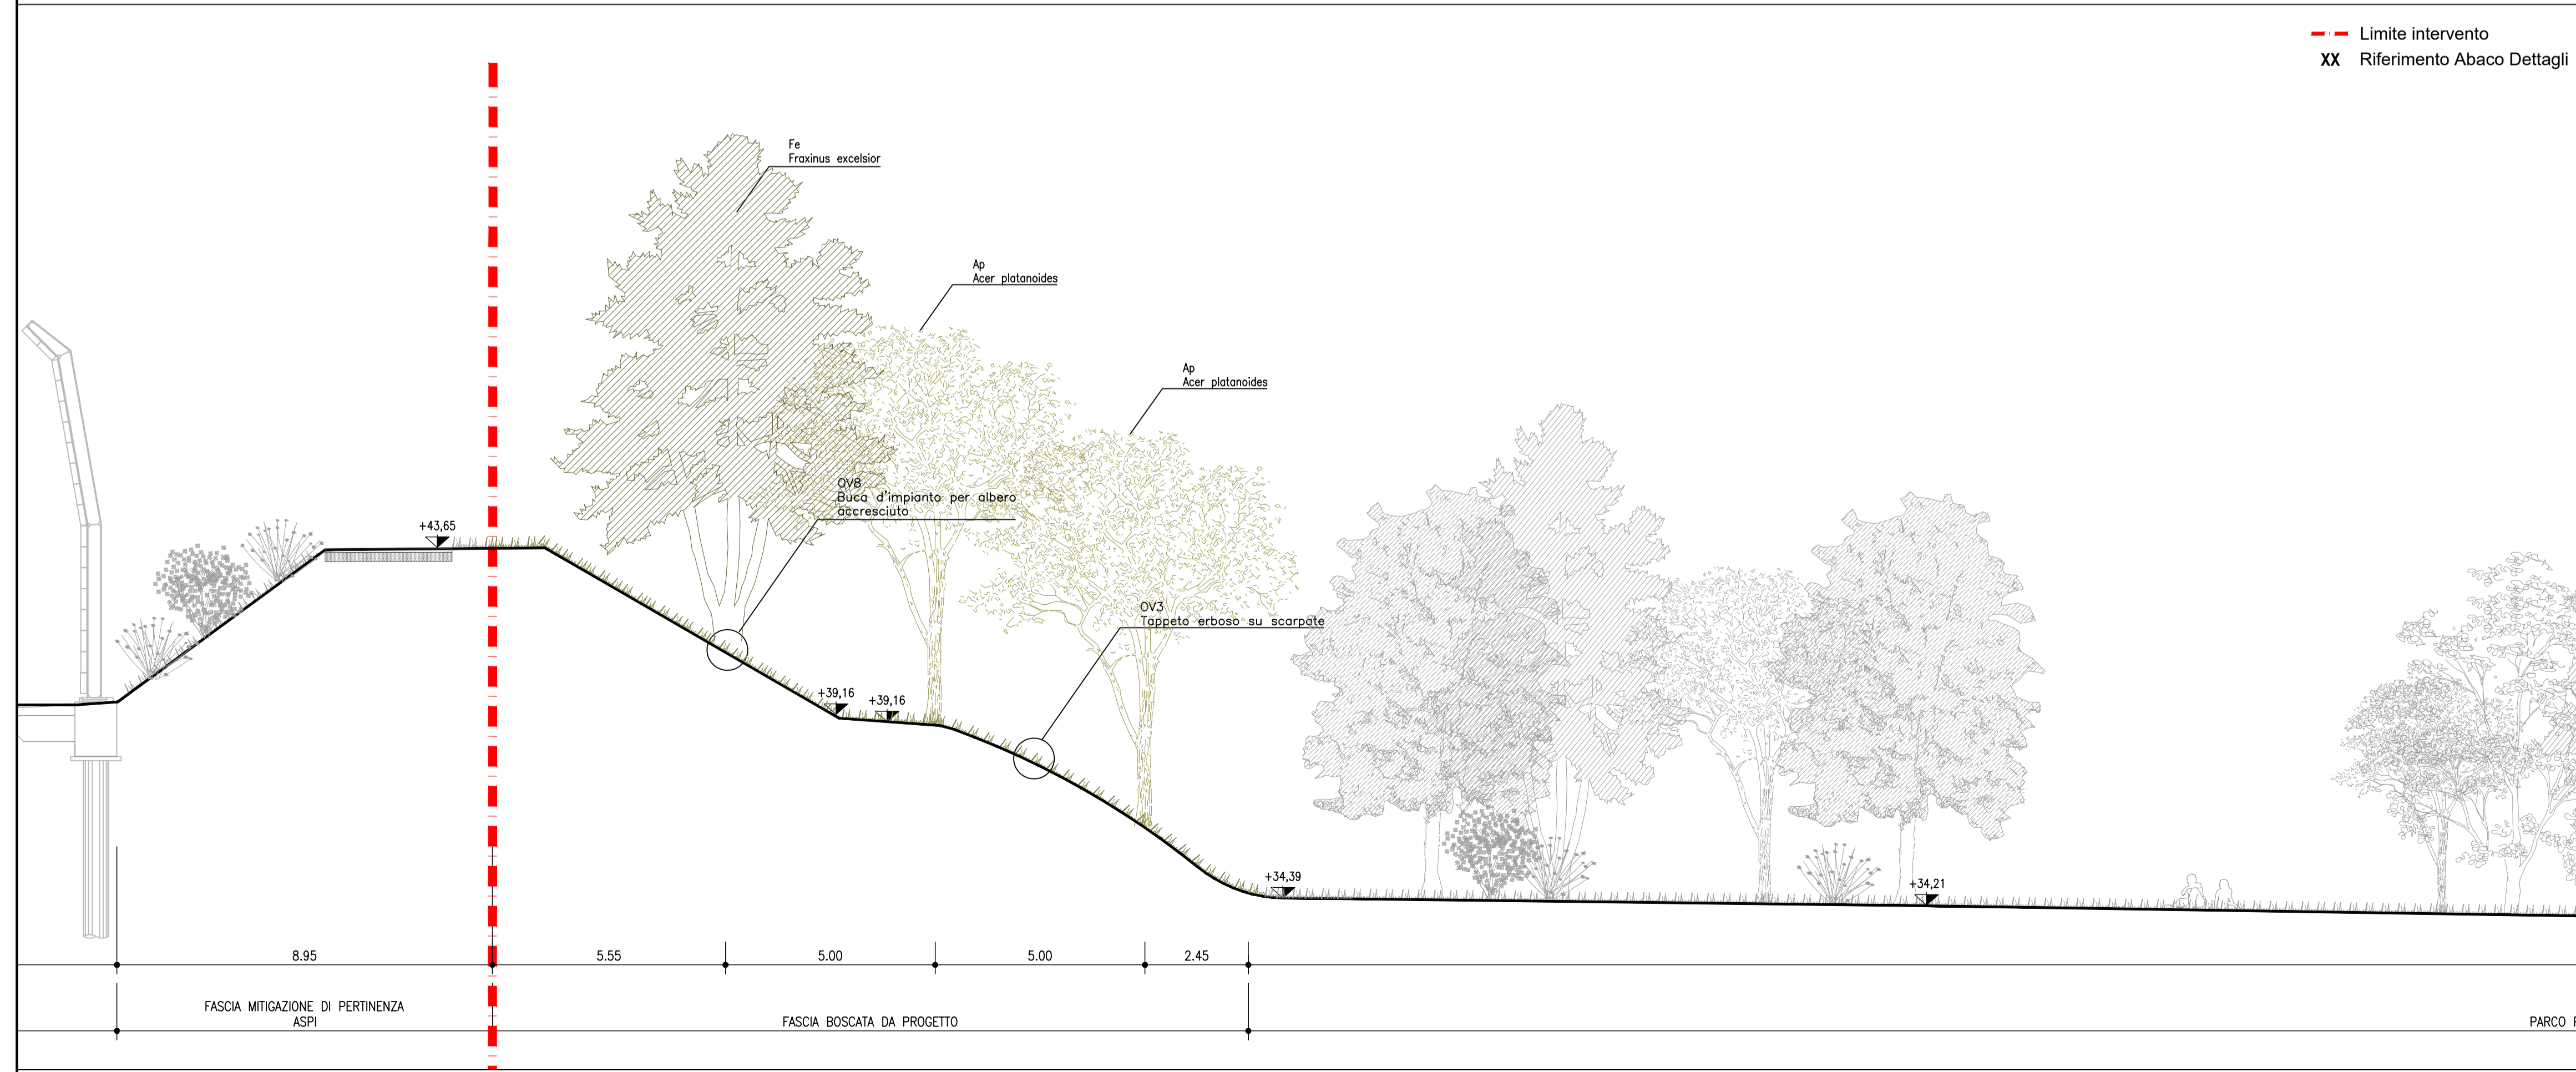 Limite intervento
XX Riferimento Abaco Dettagli
Fe
Fraxinus excelsior
Ap
Acer platanoides
Ap
Acer platanoides
OV8
Buca d'impianto per albero
accresciuto
+43,65
OV3
Tappeto erboso su scarpate
+39,16
+39,16
+34,39
+34,21
8.95
5.55
5.00
5.00
2.45
FASCIA MITIGAZIONE DI PERTINENZA
ASPI
FASCIA BOSCATA DA PROGETTO
PARCO